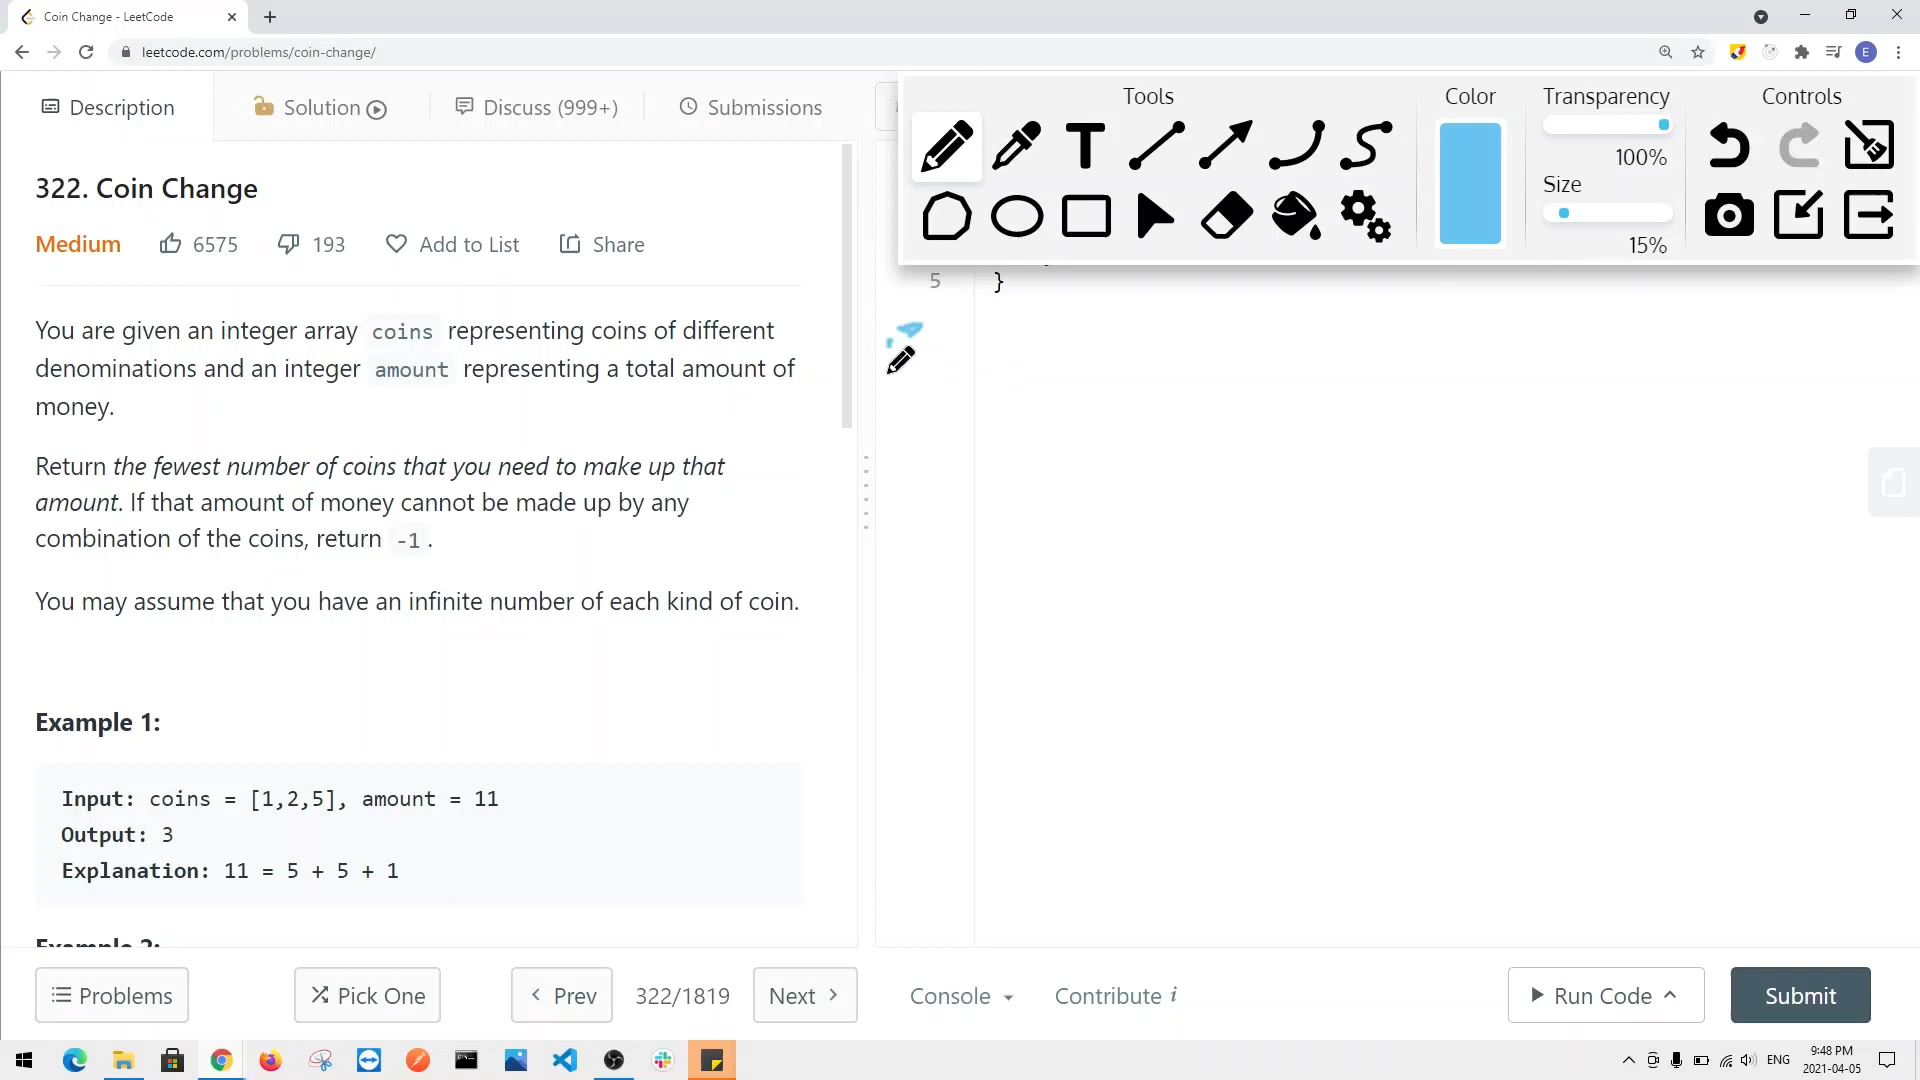 Coin Change - LeetCode
leetcode.com/problems/coin-change/
E
Description
Solution
Discuss (999+)
Submissions
Tools
Color
Transparency
100%
Size
15%
Controls
322. Coin Change
Medium
6575
193
Add to List
Share
5
}
You are given an integer array coins representing coins of different
denominations and an integer amount representing a total amount of
money.
Return the fewest number of coins that you need to make up that
amount. If that amount of money cannot be made up by any
combination of the coins, return -1.
You may assume that you have an infinite number of each kind of coin.
Example 1:
Input: coins = [1,2,5], amount = 11
Output: 3
Explanation: 11 = 5 + 5 + 1
Example 2:
Problems
Pick One
Prev
322/1819
Next
Console
Contribute i
Run Code
Submit
ENG
9:48 PM
2021-04-05